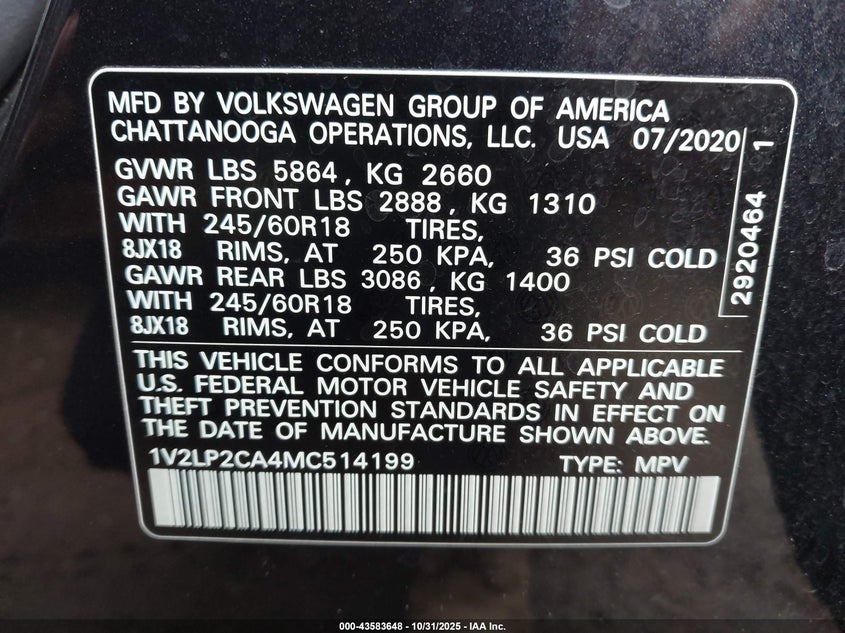 MFD BY VOLKSWAGEN GROUP OF AMERICA
CHATTANOOGA OPERATIONS, LLC. USA 07/2020
GVWR LBS 5864, KG 2660
GAWR FRONT LBS 2888, KG 1310
WITH 245/60R18 TIRES,
8JX18 RIMS, AT 250 KPA, 36 PSI COLD
GAWR REAR LBS 3086, KG 1400
WITH 245/60R18 TIRES,
8JX18 RIMS, AT 250 KPA, 36 PSI COLD
2920464 1
THIS VEHICLE CONFORMS TO ALL APPLICABLE
U.S. FEDERAL MOTOR VEHICLE SAFETY AND
THEFT PREVENTION STANDARDS IN EFFECT ON
THE DATE OF MANUFACTURE SHOWN ABOVE.
1V2LP2CA4MC514199 TYPE: MPV
000-43583648 - 10/31/2025 - IAA Inc.